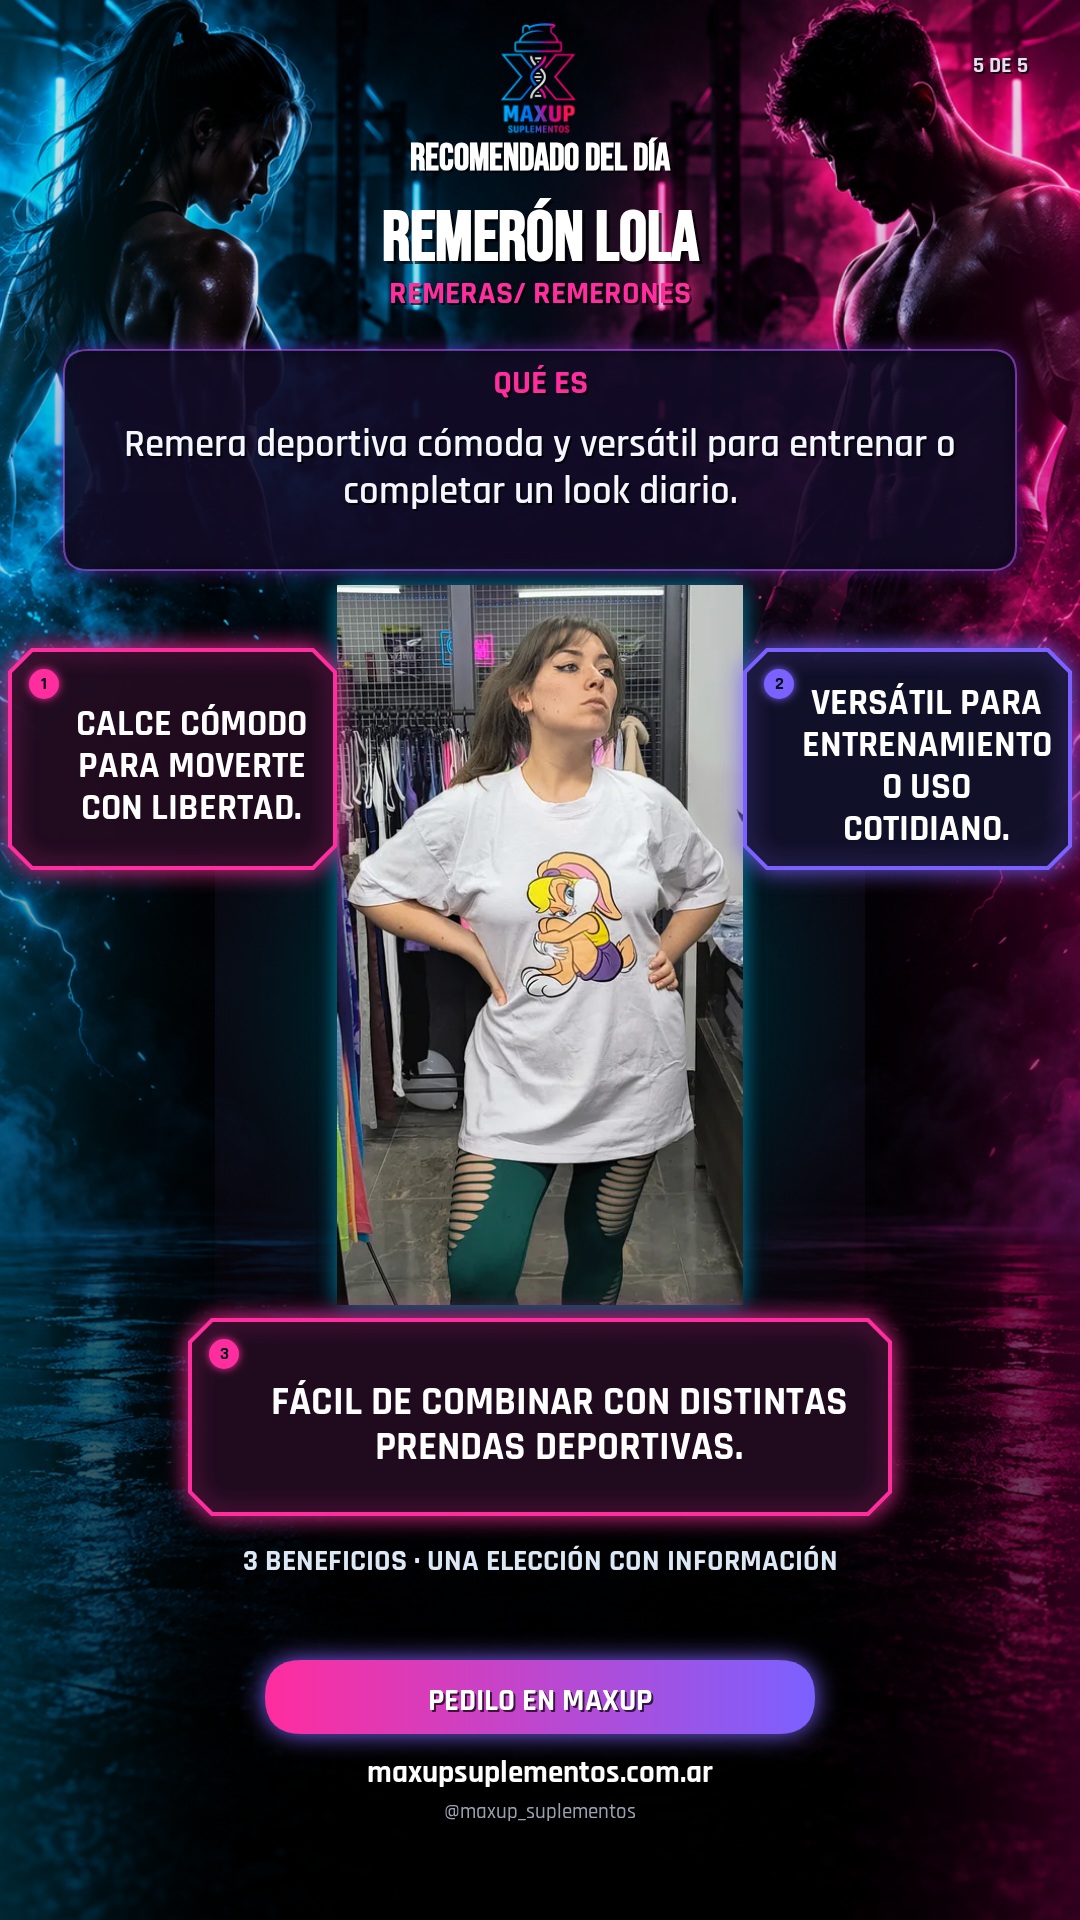 5 DE 5
MAXUP
SUPLEMENTOS
RECOMENDADO DEL DÍA
REMERÓN LOLA
REMERAS/ REMERONES
QUÉ ES
Remera deportiva cómoda y versátil para entrenar o
completar un look diario.
1
CALCE CÓMODO
PARA MOVERTE
CON LIBERTAD.
2
VERSÁTIL PARA
ENTRENAMIENTO
O USO
COTIDIANO.
3
FÁCIL DE COMBINAR CON DISTINTAS
PRENDAS DEPORTIVAS.
3 BENEFICIOS · UNA ELECCIÓN CON INFORMACIÓN
PEDILO EN MAXUP
maxupsuplementos.com.ar
@maxup_suplementos